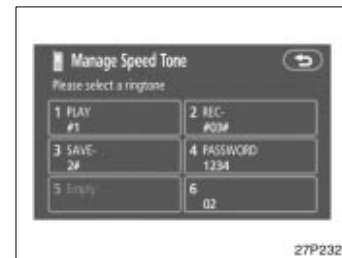 Manage Speed Tone
Please select a ringtone
1 PLAY
#1
2 REC-
#03#
3 SAVE-
2#
4 PASSWORD
1234
5 Empty
6
02
27P232